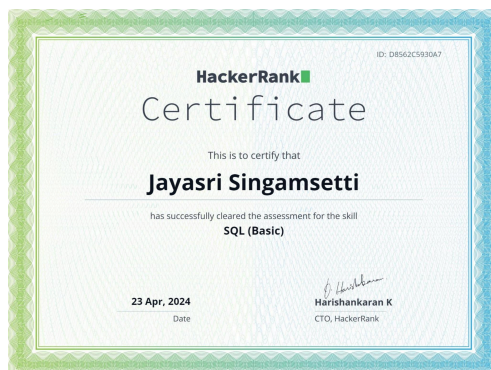 ID: D8562C5930A7
HackerRank
Certificate
This is to certify that
Jayasri Singamsetti
has successfully cleared the assessment for the skill
SQL (Basic)
23 Apr, 2024
Date
Harishankaran K
CTO, HackerRank